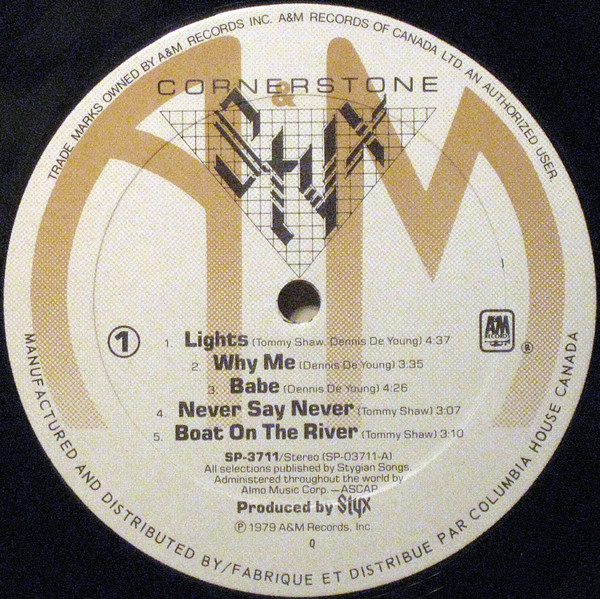 TRADE MARKS OWNED BY A&M RECORDS INC. A&M RECORDS OF CANADA LTD. AN AUTHORIZED USER.
A&M
CORNERSTONE
Styx
1
A&M
RECORDS
®
1. Lights (Tommy Shaw, Dennis De Young) 4:37
2. Why Me (Dennis De Young) 3:35
3. Babe (Dennis De Young) 4:26
4. Never Say Never (Tommy Shaw) 3:07
5. Boat On The River (Tommy Shaw) 3:10
SP-3711/Stereo (SP-03711-A)
All selections published by Stygian Songs.
Administered throughout the world by
Almo Music Corp. —ASCAP
Produced by Styx
℗ 1979 A&M Records, Inc.
Q
MANUFACTURED AND DISTRIBUTED BY/FABRIQUE ET DISTRIBUE PAR COLUMBIA HOUSE CANADA